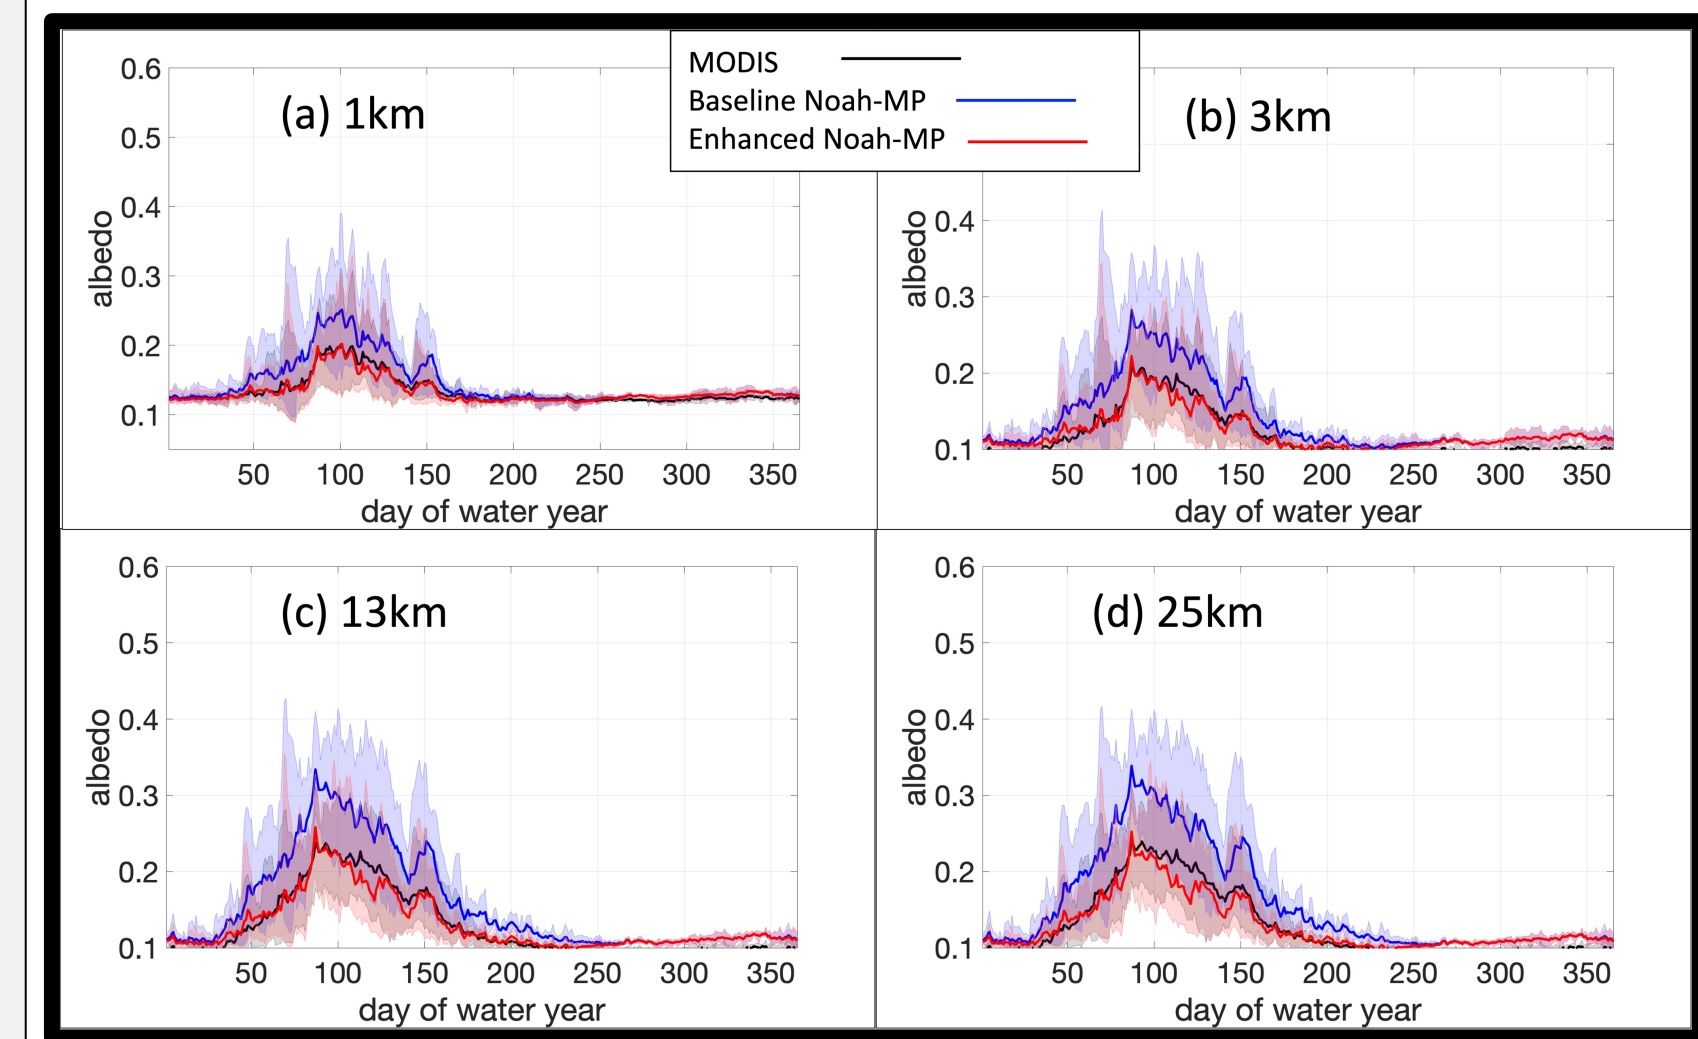 MODIS
Baseline Noah-MP
Enhanced Noah-MP
(a) 1km
0.6
0.5
0.4
0.3
0.2
0.1
albedo
50 100 150 200 250 300 350
day of water year
(b) 3km
0.4
0.3
0.2
0.1
albedo
50 100 150 200 250 300 350
day of water year
(c) 13km
0.6
0.5
0.4
0.3
0.2
0.1
albedo
50 100 150 200 250 300 350
day of water year
(d) 25km
0.6
0.5
0.4
0.3
0.2
0.1
albedo
50 100 150 200 250 300 350
day of water year